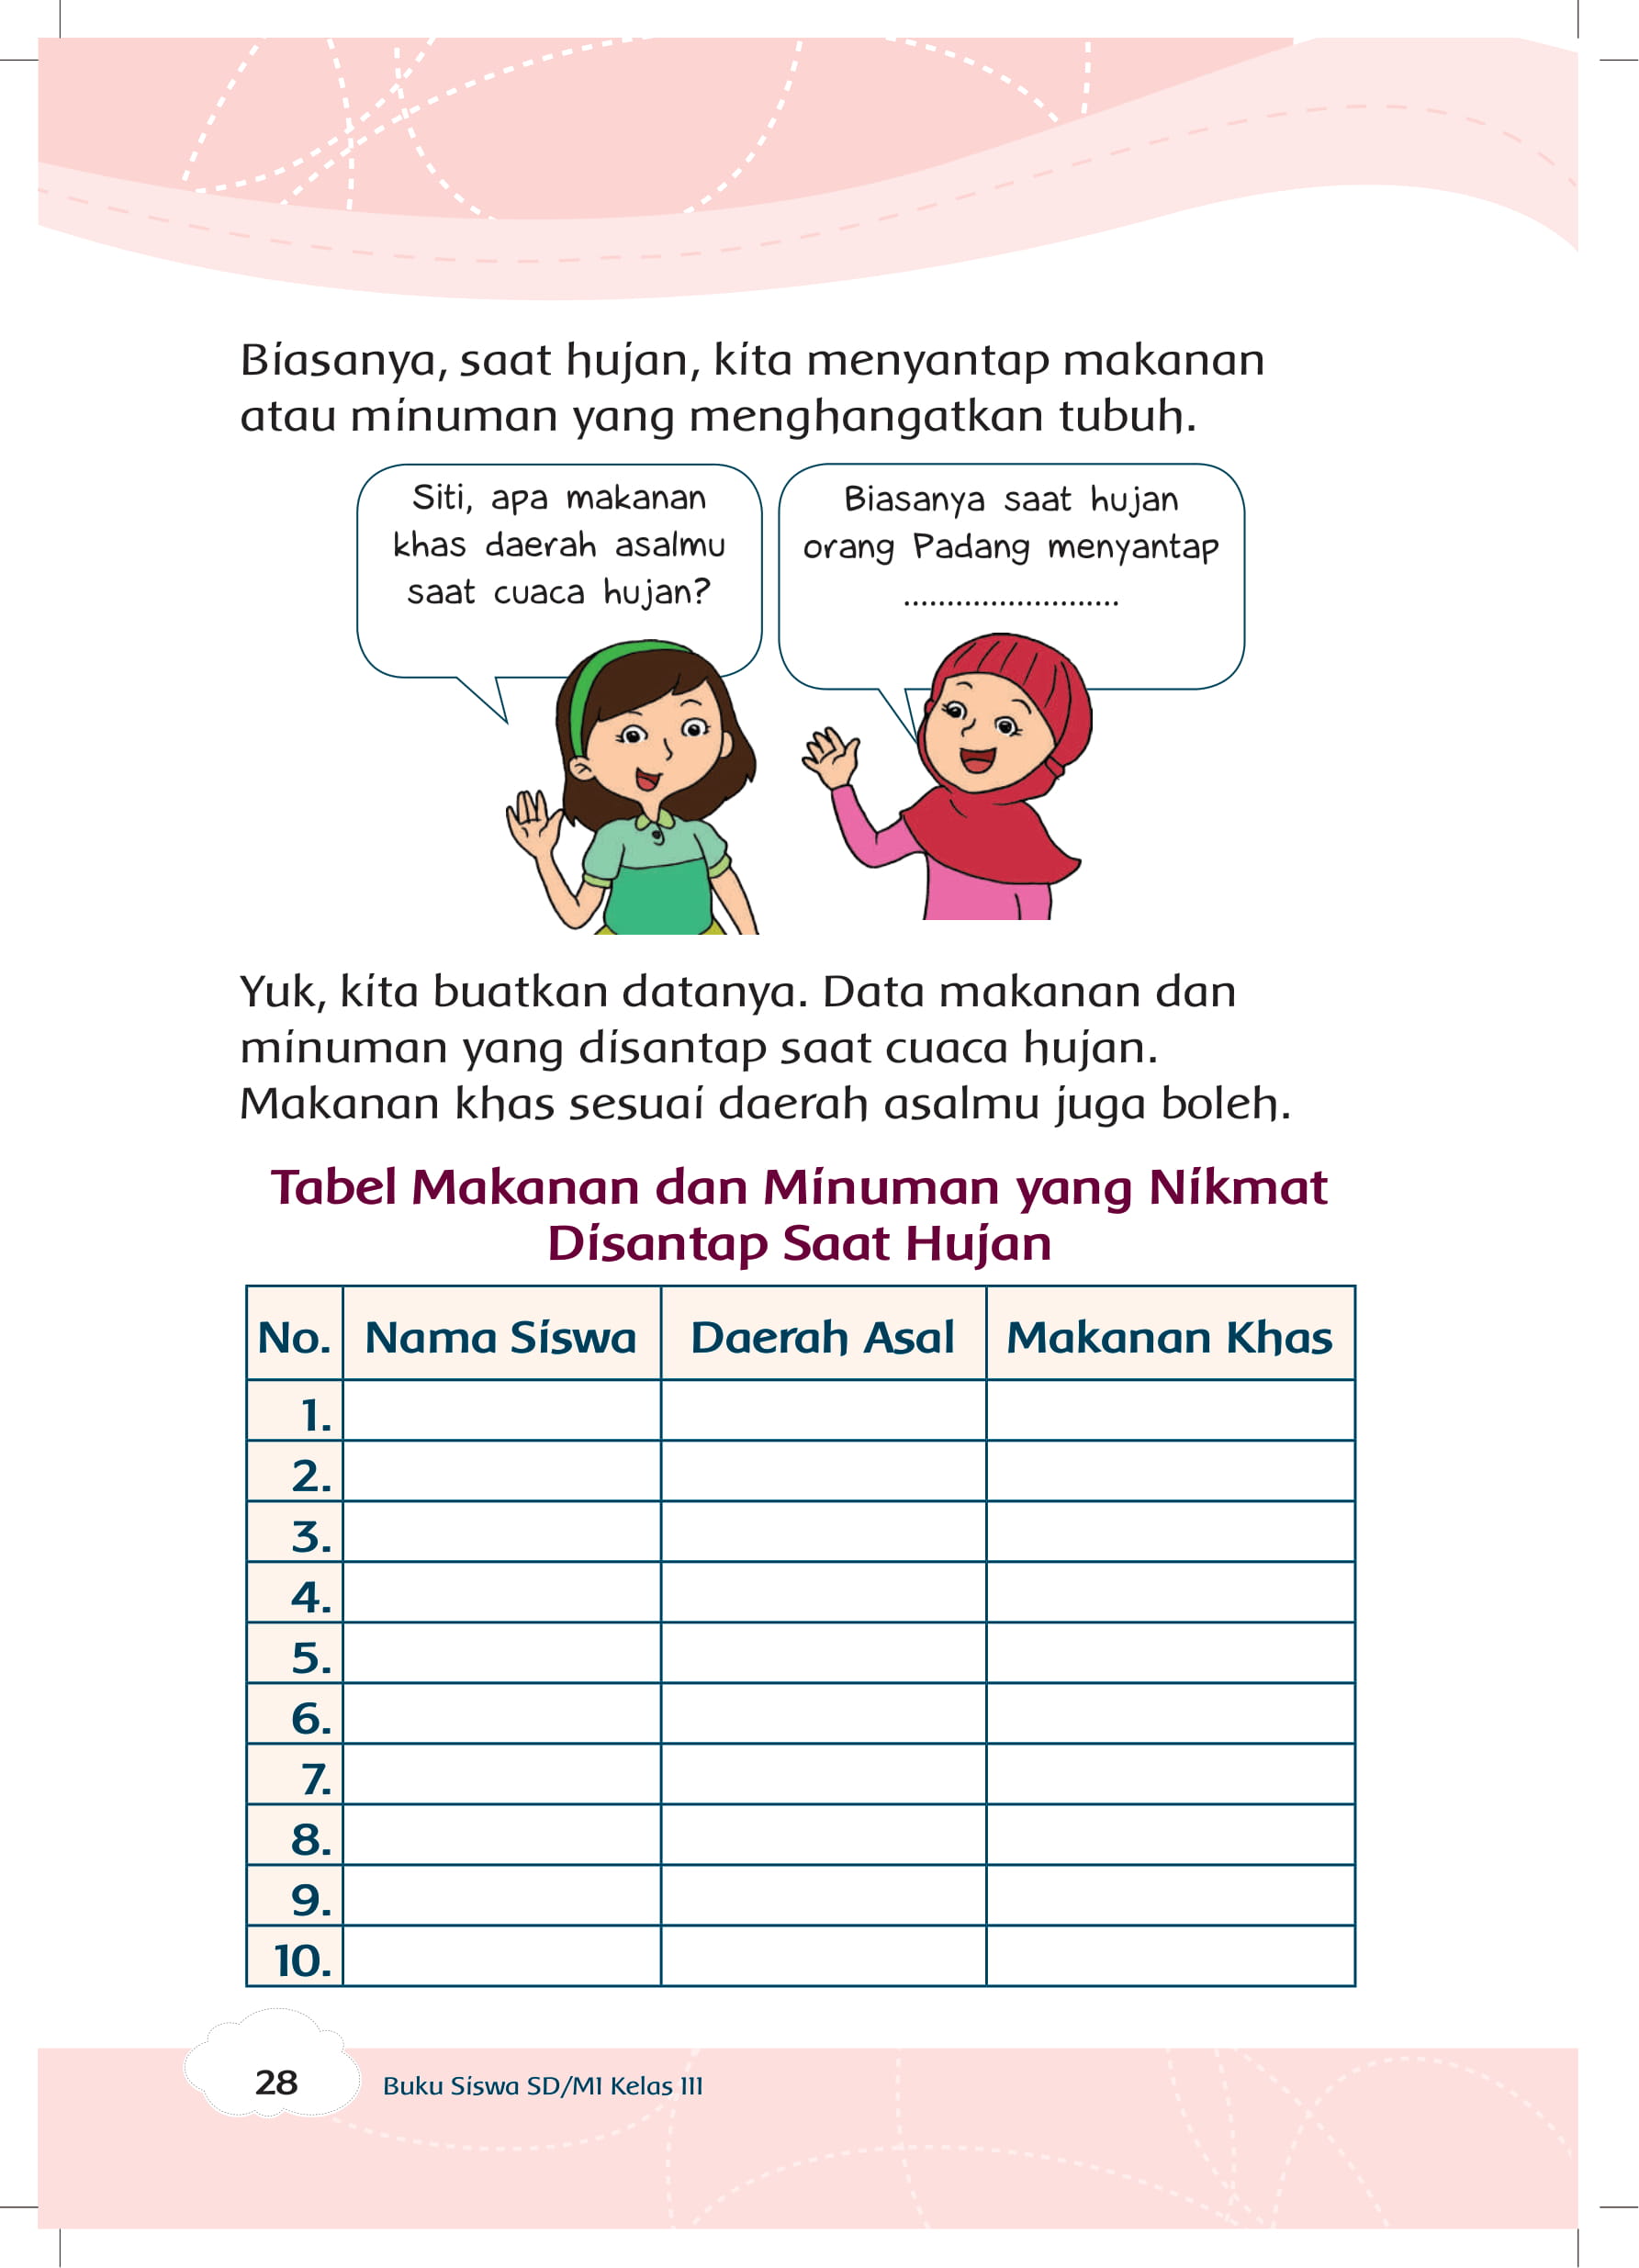 Biasanya, saat hujan, kita menyantap makanan
atau minuman yang menghangatkan tubuh.
Siti, apa makanan
khas daerah asalmu
saat cuaca hujan?
Biasanya saat hujan
orang Padang menyantap
.........................
Yuk, kita buatkan datanya. Data makanan dan
minuman yang disantap saat cuaca hujan.
Makanan khas sesuai daerah asalmu juga boleh.
Tabel Makanan dan Minuman yang Nikmat
Disantap Saat Hujan
No. Nama Siswa Daerah Asal Makanan Khas
1.
2.
3.
4.
5.
6.
7.
8.
9.
10.
28 Buku Siswa SD/MI Kelas III